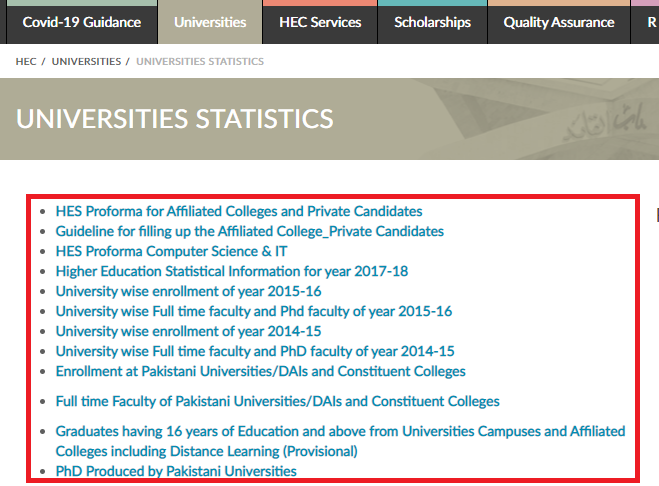 Covid-19 Guidance Universities HEC Services Scholarships Quality Assurance R
HEC / UNIVERSITIES / UNIVERSITIES STATISTICS
UNIVERSITIES STATISTICS
HES Proforma for Affiliated Colleges and Private Candidates
Guideline for filling up the Affiliated College_Private Candidates
HES Proforma Computer Science & IT
Higher Education Statistical Information for year 2017-18
University wise enrollment of year 2015-16
University wise Full time faculty and Phd faculty of year 2015-16
University wise enrollment of year 2014-15
University wise Full time faculty and PhD faculty of year 2014-15
Enrollment at Pakistani Universities/DAIs and Constituent Colleges
Full time Faculty of Pakistani Universities/DAIs and Constituent Colleges
Graduates having 16 years of Education and above from Universities Campuses and Affiliated
Colleges including Distance Learning (Provisional)
PhD Produced by Pakistani Universities